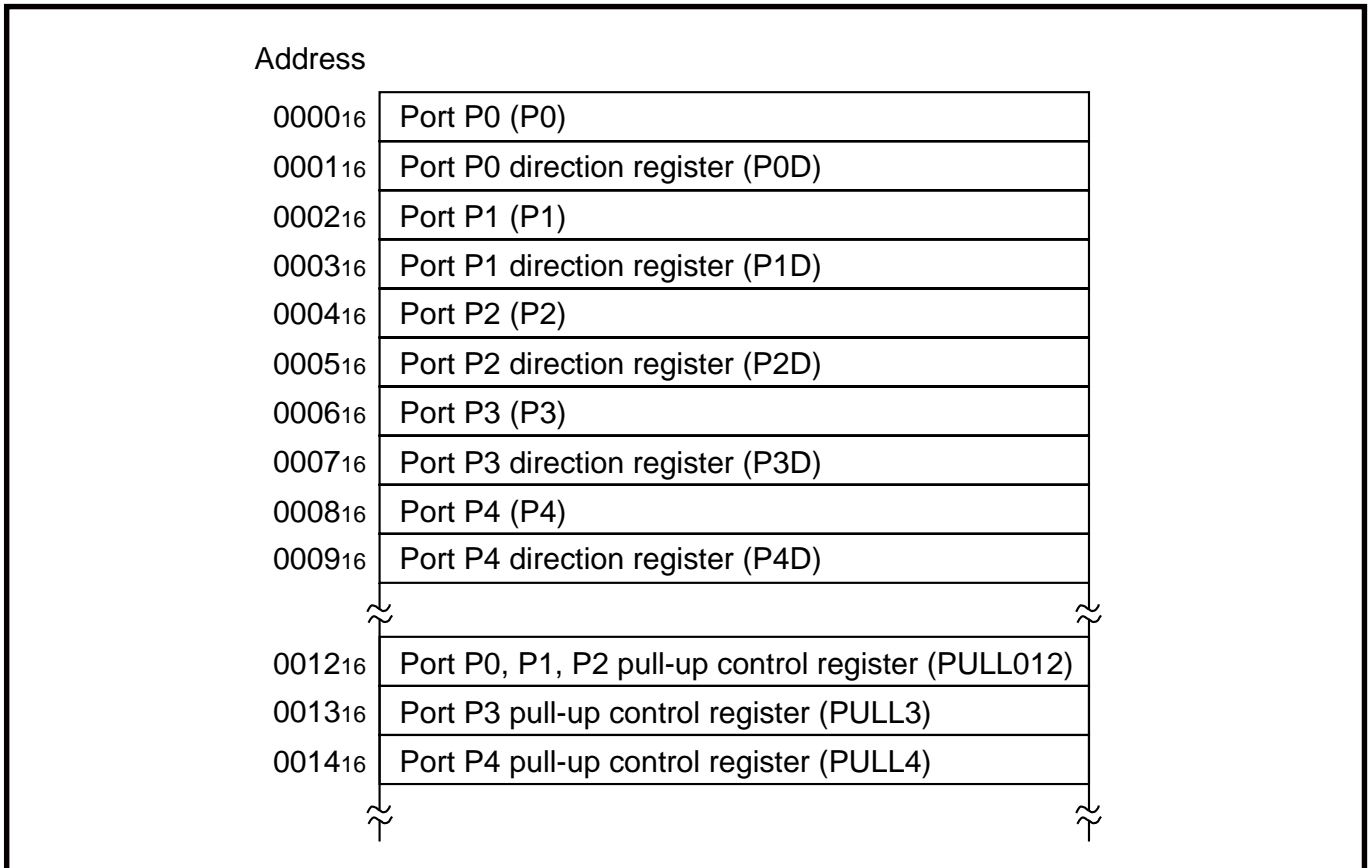 Address
0000₁₆ Port P0 (P0)
0001₁₆ Port P0 direction register (P0D)
0002₁₆ Port P1 (P1)
0003₁₆ Port P1 direction register (P1D)
0004₁₆ Port P2 (P2)
0005₁₆ Port P2 direction register (P2D)
0006₁₆ Port P3 (P3)
0007₁₆ Port P3 direction register (P3D)
0008₁₆ Port P4 (P4)
0009₁₆ Port P4 direction register (P4D)
0012₁₆ Port P0, P1, P2 pull-up control register (PULL012)
0013₁₆ Port P3 pull-up control register (PULL3)
0014₁₆ Port P4 pull-up control register (PULL4)